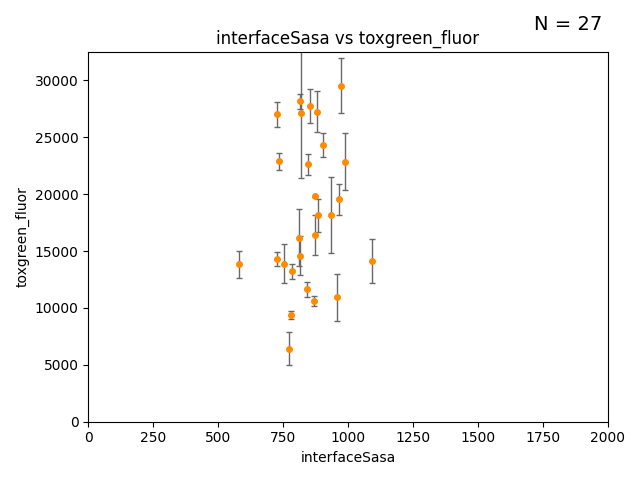 N = 27
interfaceSasa vs toxgreen_fluor
30000
25000
20000
15000
10000
5000
0
toxgreen_fluor
0 250 500 750 1000 1250 1500 1750 2000
interfaceSasa